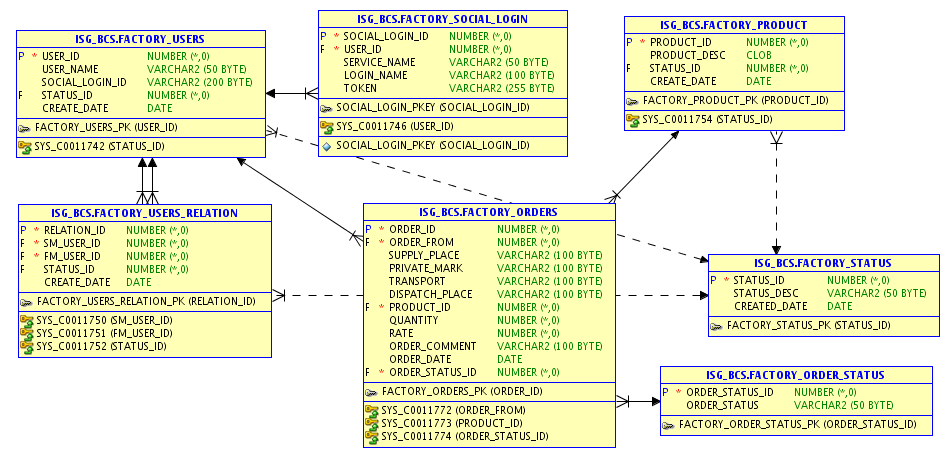 ISG_BCS.FACTORY_USERS
P * USER_ID NUMBER (*,0)
USER_NAME VARCHAR2 (50 BYTE)
SOCIAL_LOGIN_ID VARCHAR2 (200 BYTE)
F STATUS_ID NUMBER (*,0)
CREATE_DATE DATE
FACTORY_USERS_PK (USER_ID)
SYS_C0011742 (STATUS_ID)
ISG_BCS.FACTORY_SOCIAL_LOGIN
P * SOCIAL_LOGIN_ID NUMBER (*,0)
F * USER_ID NUMBER (*,0)
SERVICE_NAME VARCHAR2 (50 BYTE)
LOGIN_NAME VARCHAR2 (100 BYTE)
TOKEN VARCHAR2 (255 BYTE)
SOCIAL_LOGIN_PKEY (SOCIAL_LOGIN_ID)
SYS_C0011746 (USER_ID)
SOCIAL_LOGIN_PKEY (SOCIAL_LOGIN_ID)
ISG_BCS.FACTORY_PRODUCT
P * PRODUCT_ID NUMBER (*,0)
PRODUCT_DESC CLOB
F STATUS_ID NUMBER (*,0)
CREATE_DATE DATE
FACTORY_PRODUCT_PK (PRODUCT_ID)
SYS_C0011754 (STATUS_ID)
ISG_BCS.FACTORY_USERS_RELATION
P * RELATION_ID NUMBER (*,0)
F * SM_USER_ID NUMBER (*,0)
F * FM_USER_ID NUMBER (*,0)
F STATUS_ID NUMBER (*,0)
CREATE_DATE DATE
FACTORY_USERS_RELATION_PK (RELATION_ID)
SYS_C0011750 (SM_USER_ID)
SYS_C0011751 (FM_USER_ID)
SYS_C0011752 (STATUS_ID)
ISG_BCS.FACTORY_ORDERS
P * ORDER_ID NUMBER (*,0)
F * ORDER_FROM NUMBER (*,0)
SUPPLY_PLACE VARCHAR2 (100 BYTE)
PRIVATE_MARK VARCHAR2 (100 BYTE)
TRANSPORT VARCHAR2 (100 BYTE)
DISPATCH_PLACE VARCHAR2 (100 BYTE)
F * PRODUCT_ID NUMBER (*,0)
QUANTITY NUMBER (*,0)
RATE NUMBER (*,0)
ORDER_COMMENT VARCHAR2 (100 BYTE)
ORDER_DATE DATE
F * ORDER_STATUS_ID NUMBER (*,0)
FACTORY_ORDERS_PK (ORDER_ID)
SYS_C0011772 (ORDER_FROM)
SYS_C0011773 (PRODUCT_ID)
SYS_C0011774 (ORDER_STATUS_ID)
ISG_BCS.FACTORY_STATUS
P * STATUS_ID NUMBER (*,0)
STATUS_DESC VARCHAR2 (50 BYTE)
CREATED_DATE DATE
FACTORY_STATUS_PK (STATUS_ID)
ISG_BCS.FACTORY_ORDER_STATUS
P * ORDER_STATUS_ID NUMBER (*,0)
ORDER_STATUS VARCHAR2 (50 BYTE)
FACTORY_ORDER_STATUS_PK (ORDER_STATUS_ID)